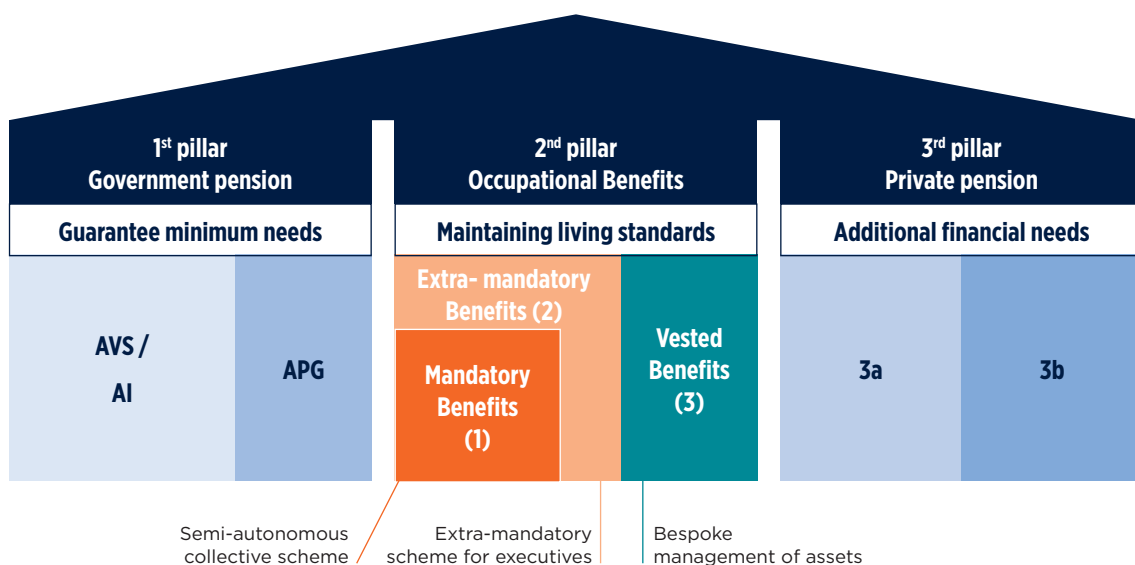 1st pillar
Government pension
2nd pillar
Occupational Benefits
3rd pillar
Private pension
Guarantee minimum needs
Maintaining living standards
Additional financial needs
AVS /
AI
APG
Extra- mandatory
Benefits (2)
Mandatory
Benefits
(1)
Vested
Benefits
(3)
3a
3b
Semi-autonomous
collective scheme
Extra-mandatory
scheme for executives
Bespoke
management of assets